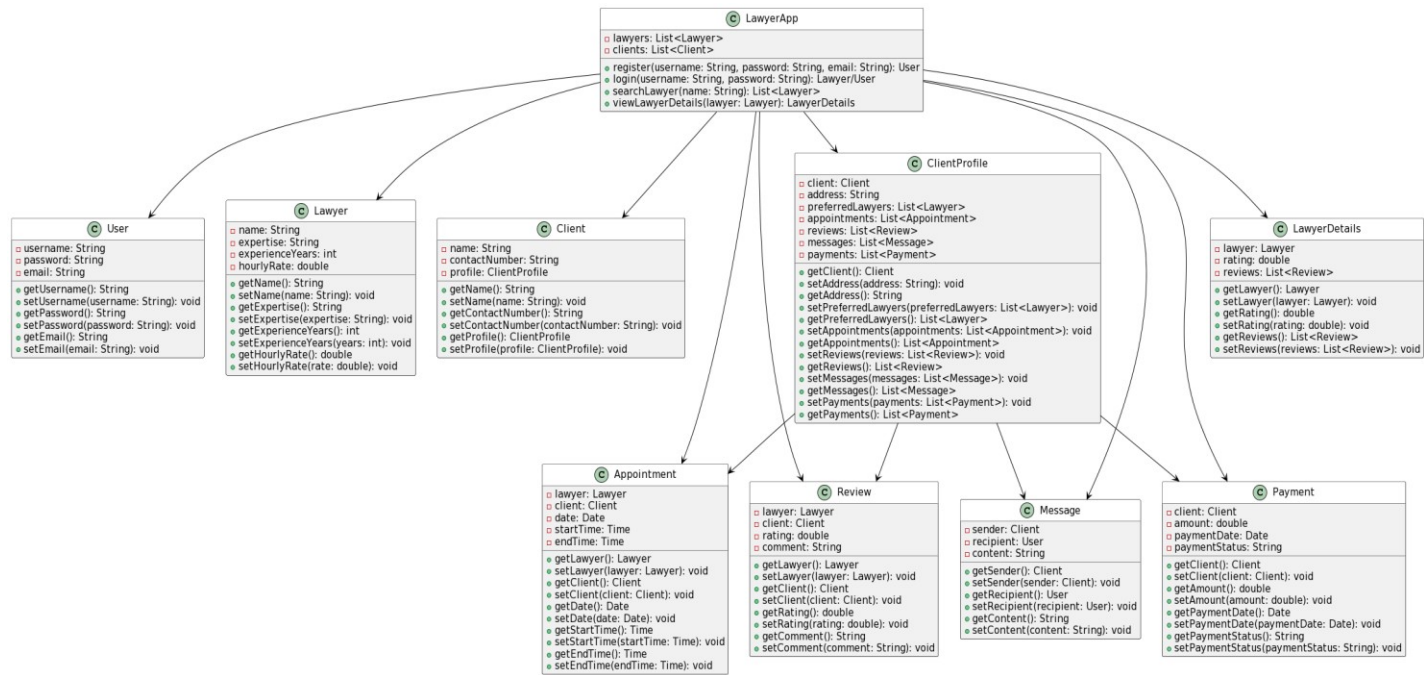 C LawyerApp
lawyers: List<Lawyer>
clients: List<Client>
register(username: String, password: String, email: String): User
login(username: String, password: String): Lawyer/User
searchLawyer(name: String): List<Lawyer>
viewLawyerDetails(lawyer: Lawyer): LawyerDetails
C User
username: String
password: String
email: String
getUsername(): String
setUsername(username: String): void
getPassword(): String
setPassword(password: String): void
getEmail(): String
setEmail(email: String): void
C Lawyer
name: String
expertise: String
experienceYears: int
hourlyRate: double
getName(): String
setName(name: String): void
getExpertise(): String
setExpertise(expertise: String): void
getExperienceYears(): int
setExperienceYears(years: int): void
getHourlyRate(): double
setHourlyRate(rate: double): void
C Client
name: String
contactNumber: String
profile: ClientProfile
getName(): String
setName(name: String): void
getContactNumber(): String
setContactNumber(contactNumber: String): void
getProfile(): ClientProfile
setProfile(profile: ClientProfile): void
C ClientProfile
client: Client
address: String
preferredLawyers: List<Lawyer>
appointments: List<Appointment>
reviews: List<Review>
messages: List<Message>
payments: List<Payment>
getClient(): Client
setAddress(address: String): void
getAddress(): String
setPreferredLawyers(preferredLawyers: List<Lawyer>): void
getPreferredLawyers(): List<Lawyer>
setAppointments(appointments: List<Appointment>): void
getAppointments(): List<Appointment>
setReviews(reviews: List<Review>): void
getReviews(): List<Review>
setMessages(messages: List<Message>): void
getMessages(): List<Message>
setPayments(payments: List<Payment>): void
getPayments(): List<Payment>
C LawyerDetails
lawyer: Lawyer
rating: double
reviews: List<Review>
getLawyer(): Lawyer
setLawyer(lawyer: Lawyer): void
getRating(): double
setRating(rating: double): void
getReviews(): List<Review>
setReviews(reviews: List<Review>): void
C Appointment
lawyer: Lawyer
client: Client
date: Date
startTime: Time
endTime: Time
getLawyer(): Lawyer
setLawyer(lawyer: Lawyer): void
getClient(): Client
setClient(client: Client): void
getDate(): Date
setDate(date: Date): void
getStartTime(): Time
setStartTime(startTime: Time): void
getEndTime(): Time
setEndTime(endTime: Time): void
C Review
lawyer: Lawyer
client: Client
rating: double
comment: String
getLawyer(): Lawyer
setLawyer(lawyer: Lawyer): void
getClient(): Client
setClient(client: Client): void
getRating(): double
setRating(rating: double): void
getComment(): String
setComment(comment: String): void
C Message
sender: Client
recipient: User
content: String
getSender(): Client
setSender(sender: Client): void
getRecipient(): User
setRecipient(recipient: User): void
getContent(): String
setContent(content: String): void
C Payment
client: Client
amount: double
paymentDate: Date
paymentStatus: String
getClient(): Client
setClient(client: Client): void
getAmount(): double
setAmount(amount: double): void
getPaymentDate(): Date
setPaymentDate(paymentDate: Date): void
getPaymentStatus(): String
setPaymentStatus(paymentStatus: String): void